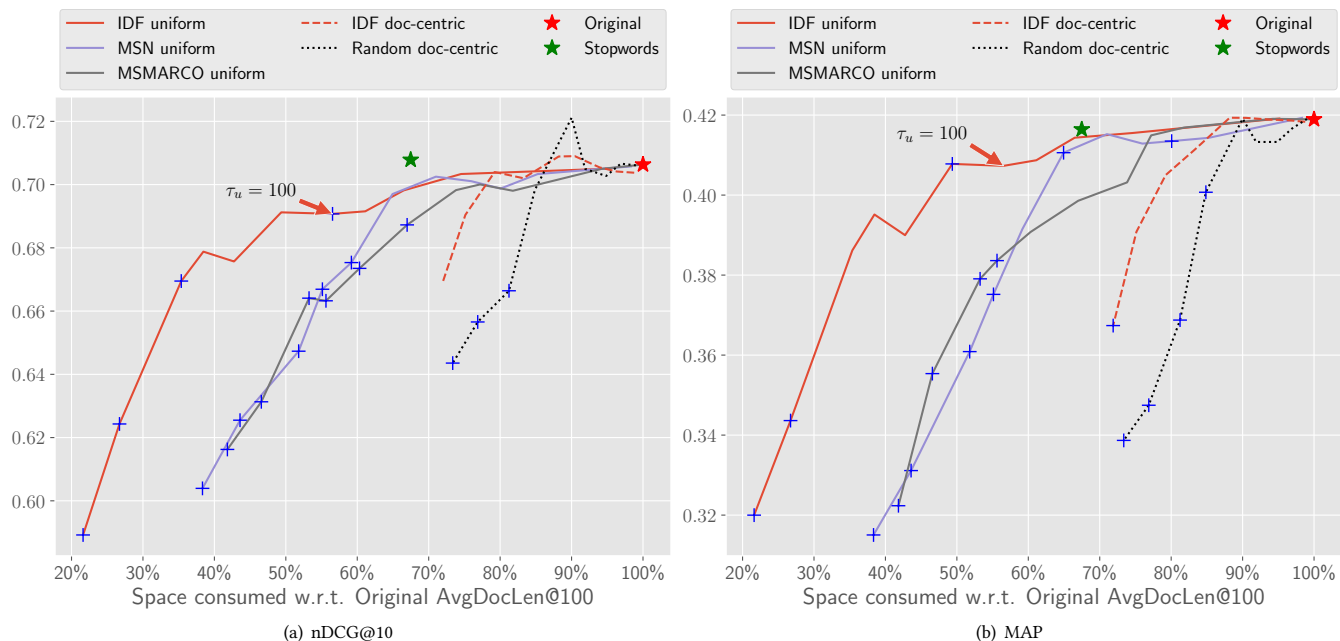 IDF uniform IDF doc-centric Original
MSN uniform Random doc-centric Stopwords
MSMARCO uniform
0.72
0.70
0.68
0.66
0.64
0.62
0.60
τu = 100
20% 30% 40% 50% 60% 70% 80% 90% 100%
Space consumed w.r.t. Original AvgDocLen@100
(a) nDCG@10
IDF uniform IDF doc-centric Original
MSN uniform Random doc-centric Stopwords
MSMARCO uniform
0.42
0.40
0.38
0.36
0.34
0.32
τu = 100
20% 30% 40% 50% 60% 70% 80% 90% 100%
Space consumed w.r.t. Original AvgDocLen@100
(b) MAP